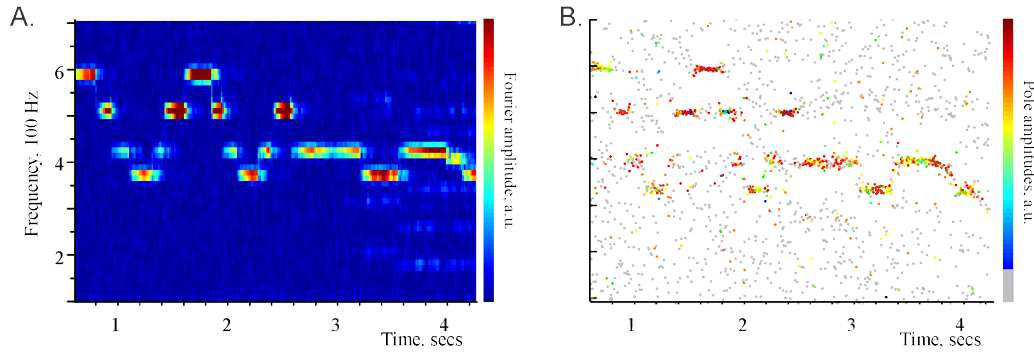 A.
B.
Frequency, 100 Hz
6
4
2
1 2 3 4
Time, secs
Fourier amplitude, a.u.
1 2 3 4
Time, secs
Pole amplitudes, a.u.